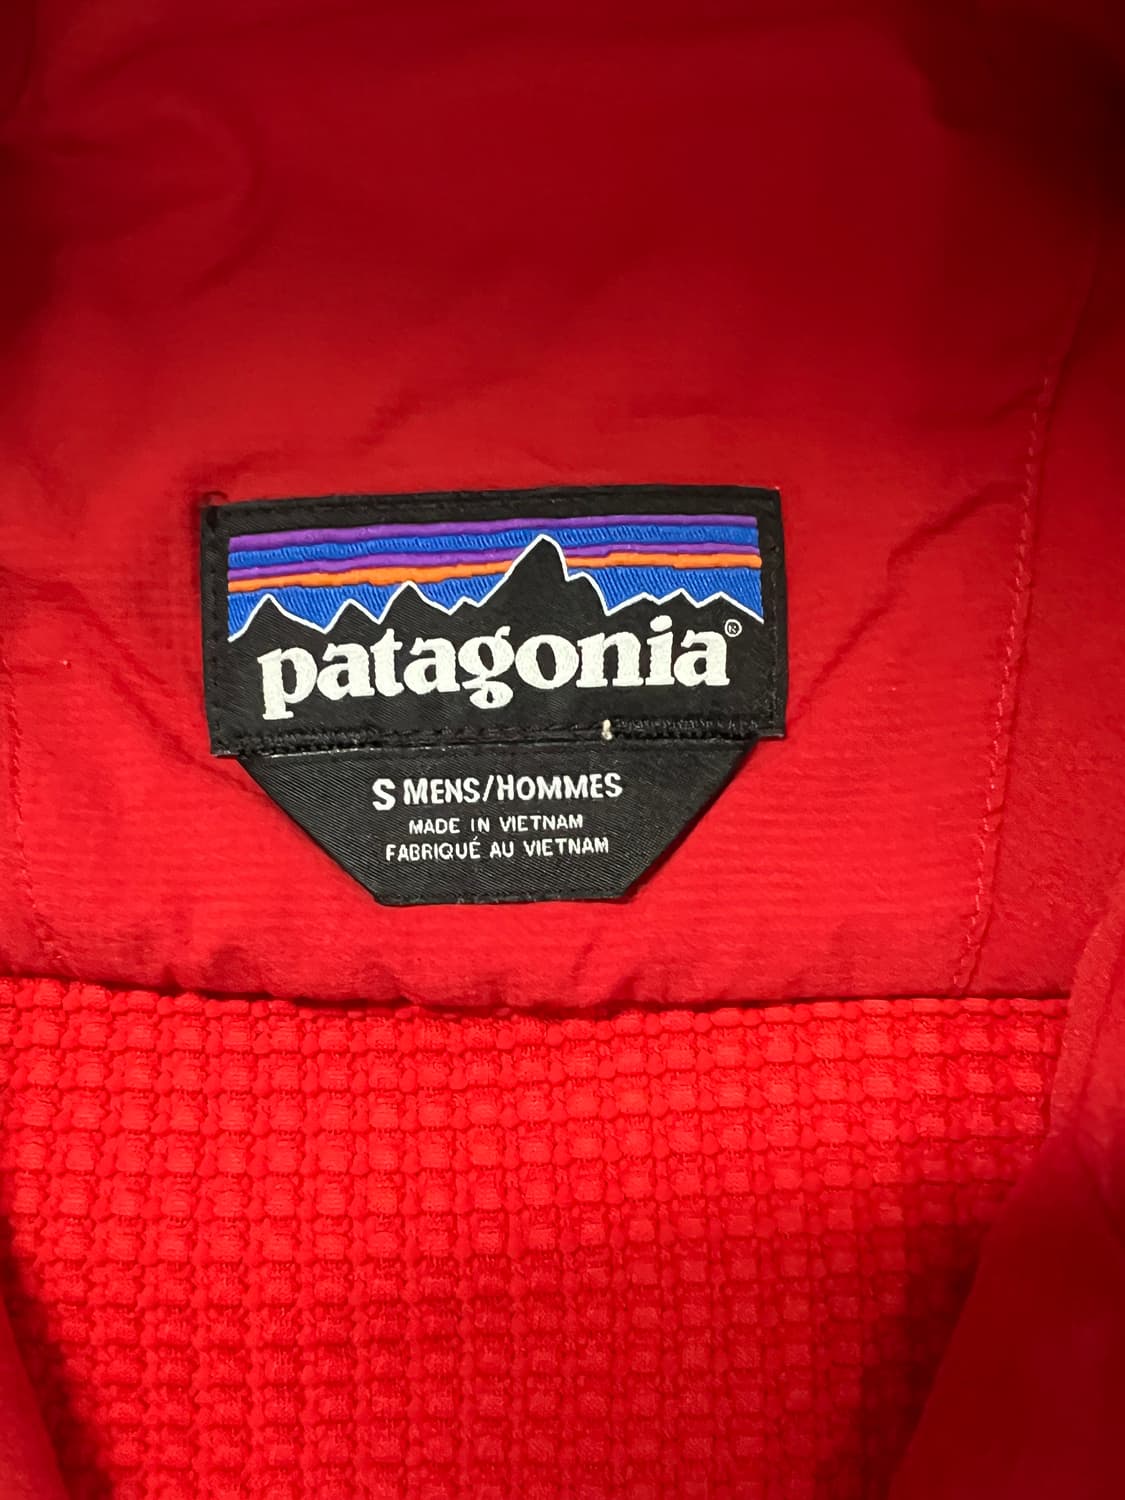 patagonia®
S MENS/HOMMES
MADE IN VIETNAM
FABRIQUÉ AU VIETNAM